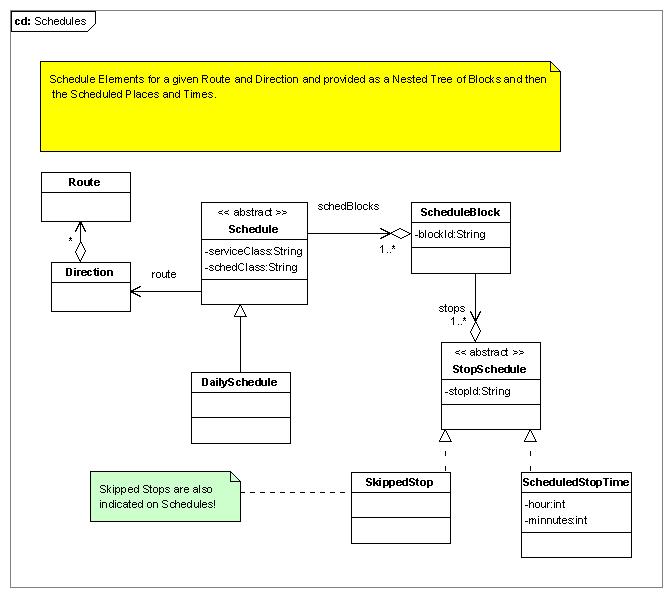 cd: Schedules
Schedule Elements for a given Route and Direction and provided as a Nested Tree of Blocks and then
the Scheduled Places and Times.
Route
*
Direction
route
<< abstract >>
Schedule
-serviceClass:String
-schedClass:String
schedBlocks
1..*
ScheduleBlock
-blockId:String
stops
1..*
<< abstract >>
StopSchedule
-stopId:String
DailySchedule
Skipped Stops are also
indicated on Schedules!
SkippedStop
ScheduledStopTime
-hour:int
-minnutes:int